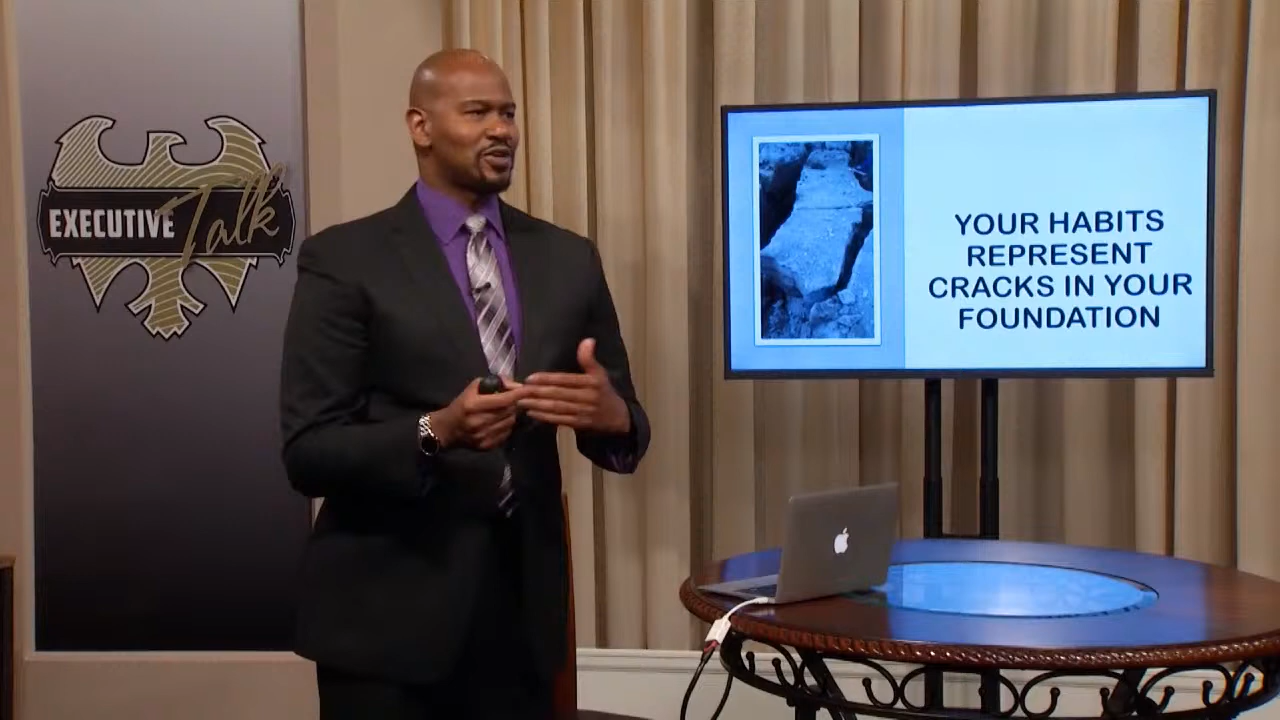 EXECUTIVE Talk
YOUR HABITS
REPRESENT
CRACKS IN YOUR
FOUNDATION